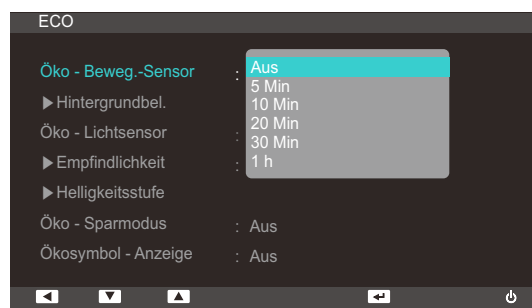 ECO
Öko - Beweg.-Sensor : Aus
5 Min
10 Min
20 Min
30 Min
1 h
▶ Hintergrundbel.
Öko - Lichtsensor :
▶ Empfindlichkeit :
▶ Helligkeitsstufe
Öko - Sparmodus : Aus
Ökosymbol - Anzeige : Aus